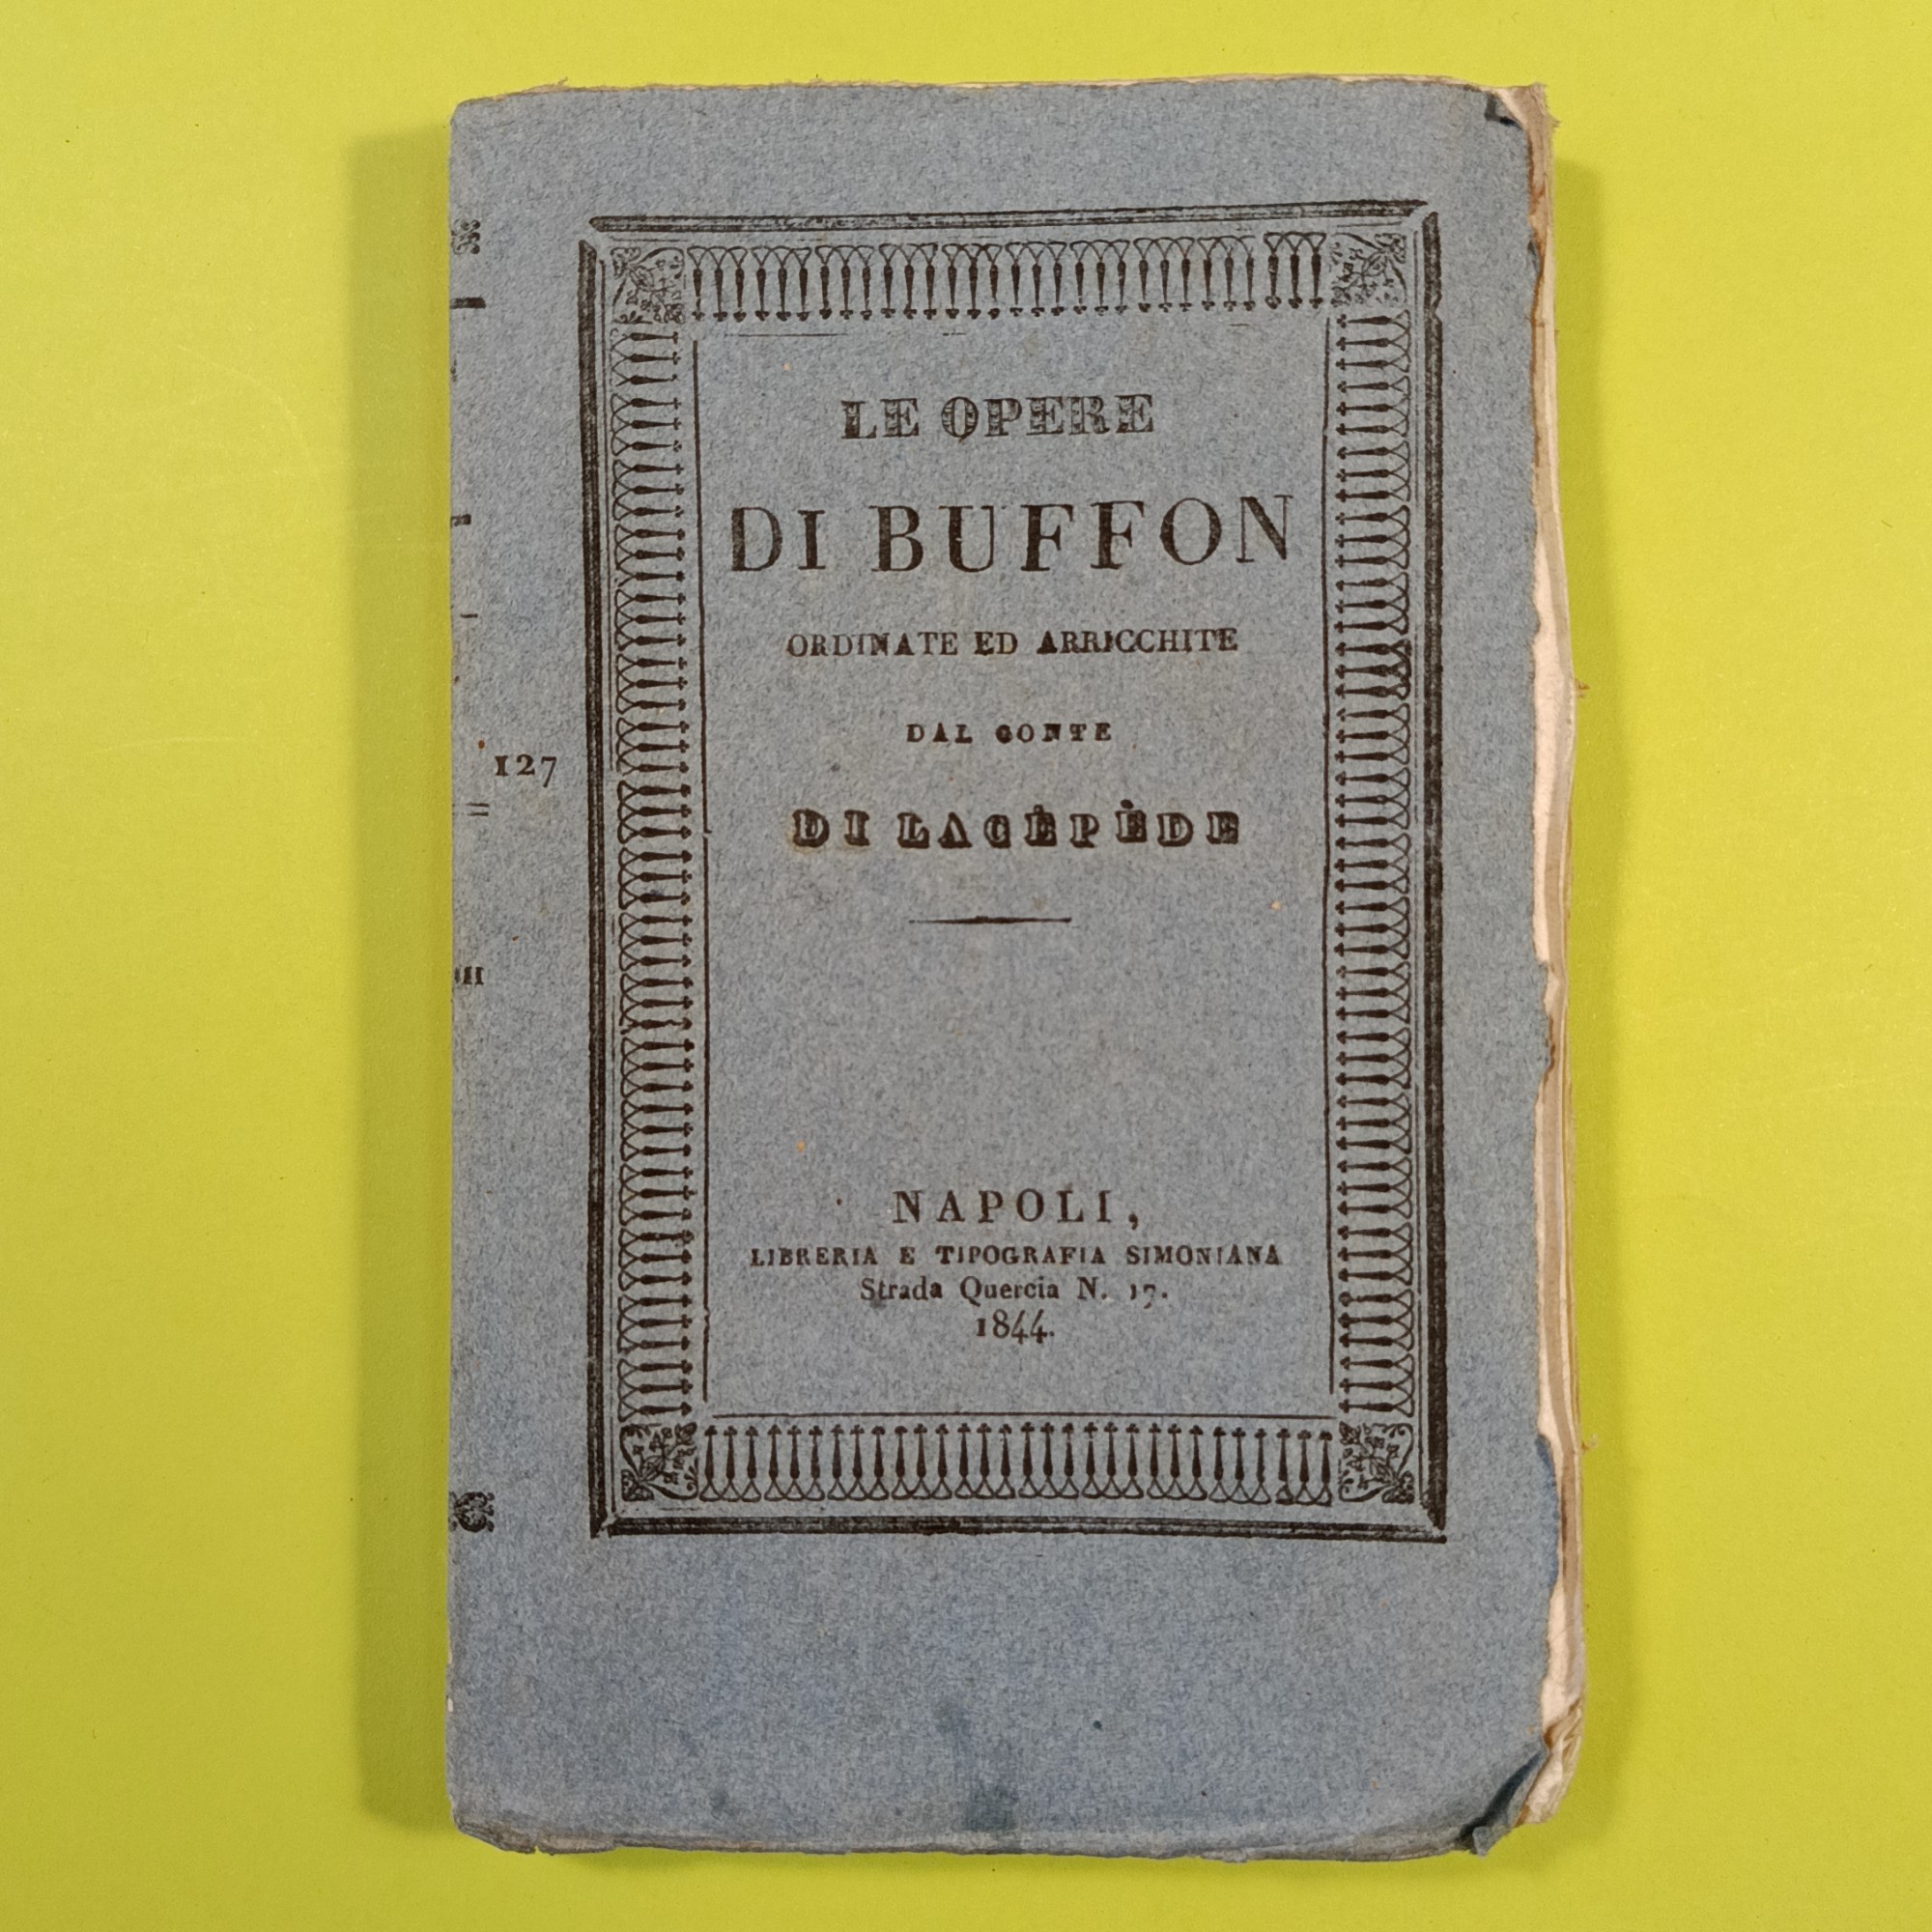 LE OPERE
DI BUFFON
ORDINATE ED ARRICCHITE
DAL CONTE
DI LACÉPÈDE
127
NAPOLI,
LIBRERIA E TIPOGRAFIA SIMONIANA
Strada Quercia N. 17.
1844.